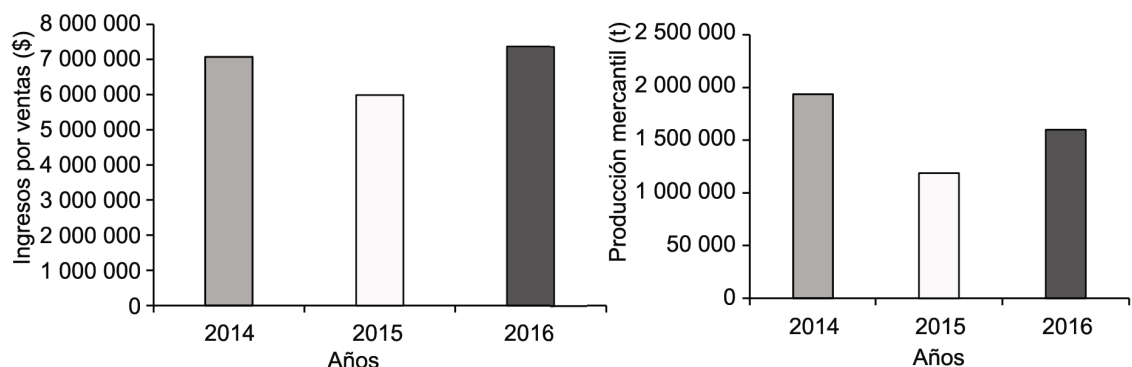 Ingresos por ventas ($)
8 000 000
7 000 000
6 000 000
5 000 000
4 000 000
3 000 000
2 000 000
1 000 000
0
2014
2015
2016
Años
Producción mercantil (t)
2 500 000
2 000 000
1 500 000
1 000 000
50 000
0
2014
2015
2016
Años